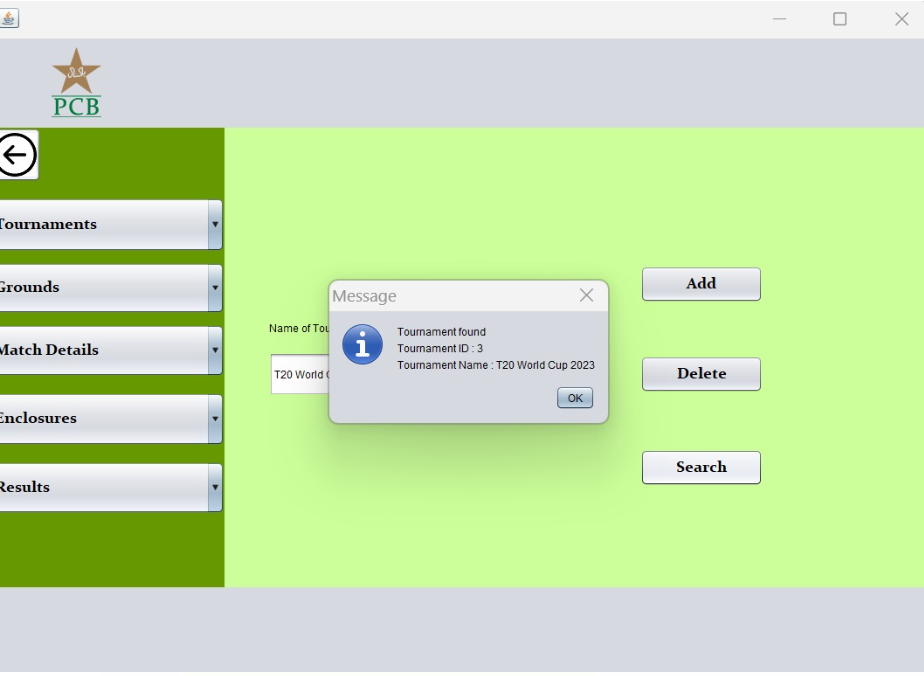 PCB
Tournaments
Grounds
Match Details
Enclosures
Results
Name of Tou
T20 World
Message
Tournament found
Tournament ID : 3
Tournament Name : T20 World Cup 2023
OK
Add
Delete
Search